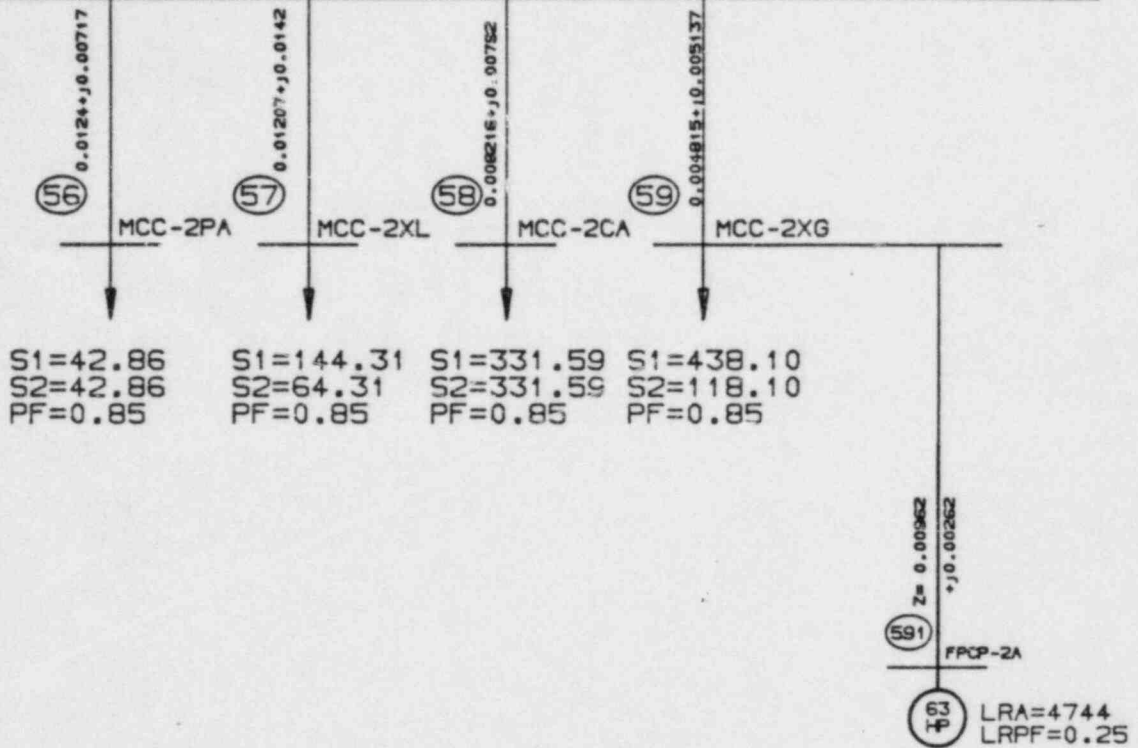 0.0124+j0.00717
0.01207+j0.0142
0.008216+j0.00782
0.004815+j0.005137
56
57
58
59
MCC-2PA
MCC-2XL
MCC-2CA
MCC-2XG
S1=42.86
S2=42.86
PF=0.85
S1=144.31
S2=64.31
PF=0.85
S1=331.59
S2=331.59
PF=0.85
S1=438.10
S2=118.10
PF=0.85
Z= 0.00962
+j0.00262
591
FPCP-2A
63
HP
LRA=4744
LRPF=0.25